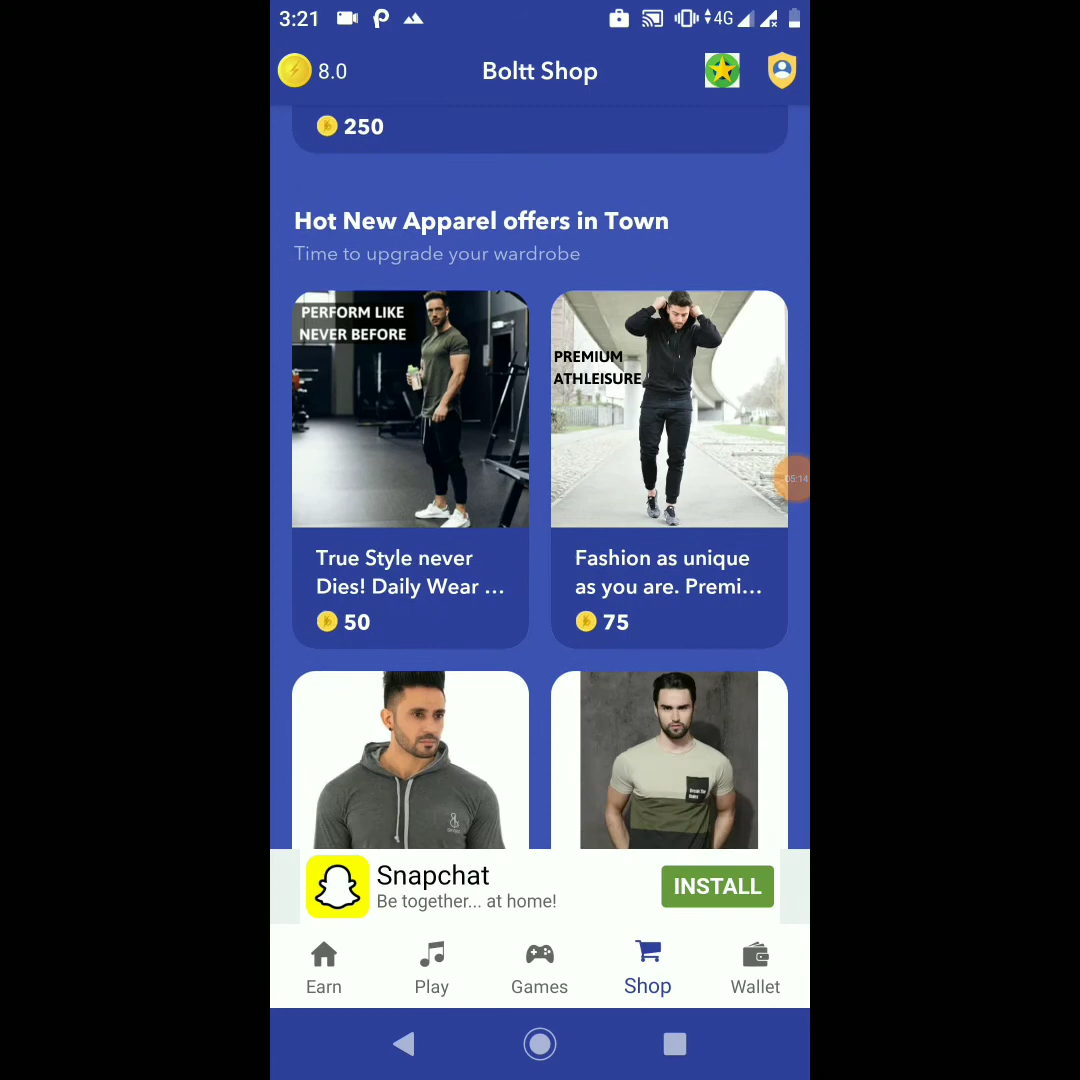 3:21
4G
8.0
Boltt Shop
250
Hot New Apparel offers in Town
Time to upgrade your wardrobe
PERFORM LIKE
NEVER BEFORE
PREMIUM
ATHLEISURE
05:14
True Style never
Dies! Daily Wear ...
50
Fashion as unique
as you are. Premi...
75
Snapchat
Be together... at home!
INSTALL
Earn
Play
Games
Shop
Wallet